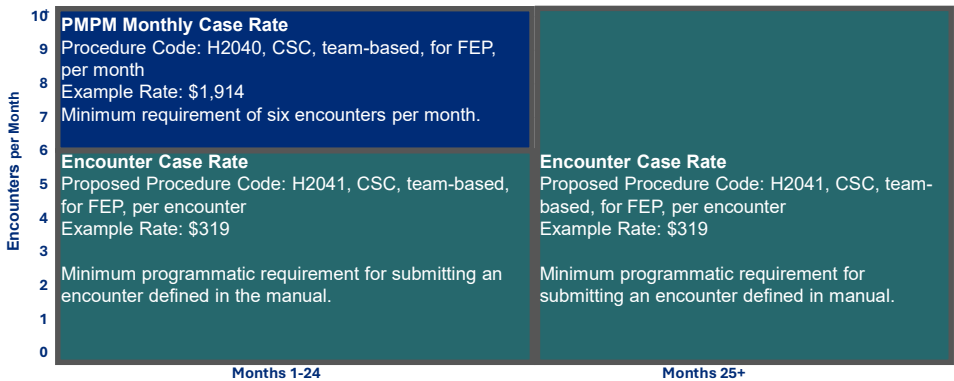 Encounters per Month
10+
9
8
7
6
5
4
3
2
1
0
PMPM Monthly Case Rate
Procedure Code: H2040, CSC, team-based, for FEP,
per month
Example Rate: $1,914
Minimum requirement of six encounters per month.
Encounter Case Rate
Proposed Procedure Code: H2041, CSC, team-based,
for FEP, per encounter
Example Rate: $319
Minimum programmatic requirement for submitting an
encounter defined in the manual.
Encounter Case Rate
Proposed Procedure Code: H2041, CSC, team-
based, for FEP, per encounter
Example Rate: $319
Minimum programmatic requirement for
submitting an encounter defined in manual.
Months 1-24
Months 25+